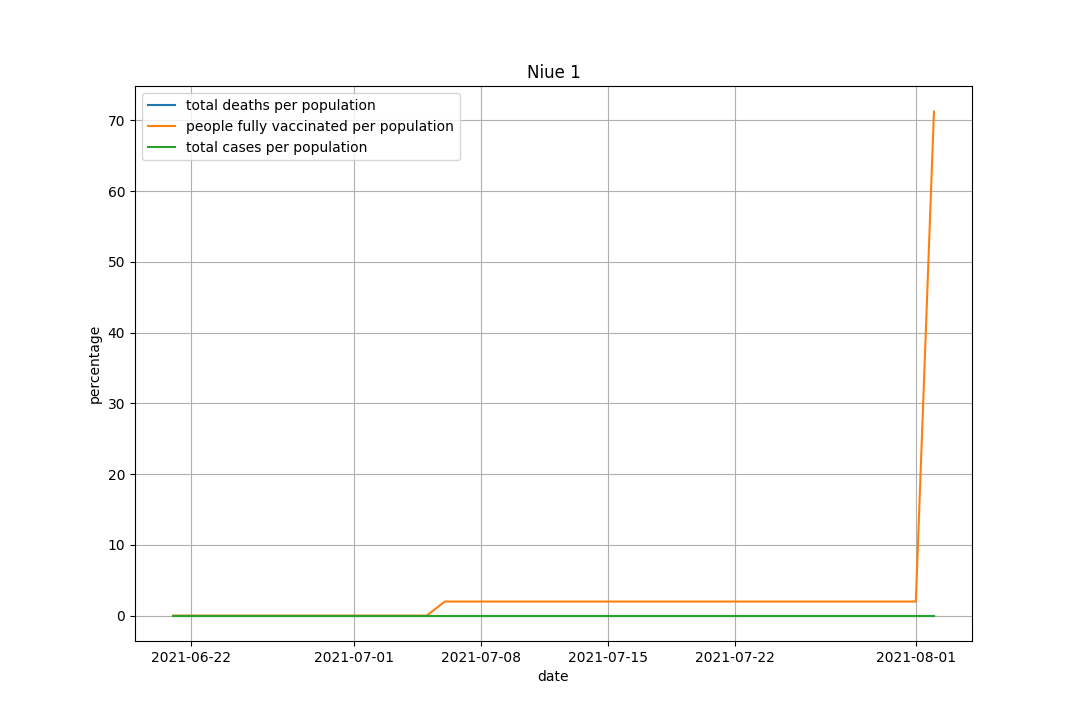 Niue 1
total deaths per population
people fully vaccinated per population
total cases per population
70
60
50
40
30
20
10
0
percentage
2021-06-22 2021-07-01 2021-07-08 2021-07-15 2021-07-22 2021-08-01
date